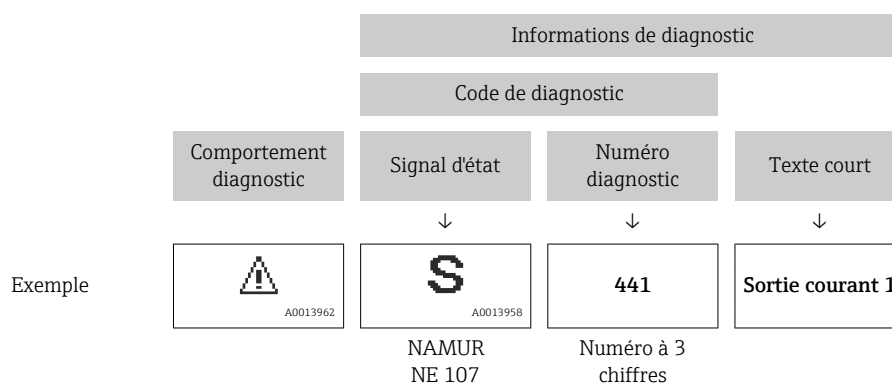 Informations de diagnostic
Code de diagnostic
Comportement
diagnostic
Signal d'état
Numéro
diagnostic
Texte court
↓ ↓ ↓
Exemple
A0013962
S
A0013958
441
Sortie courant 1
NAMUR
NE 107
Numéro à 3
chiffres